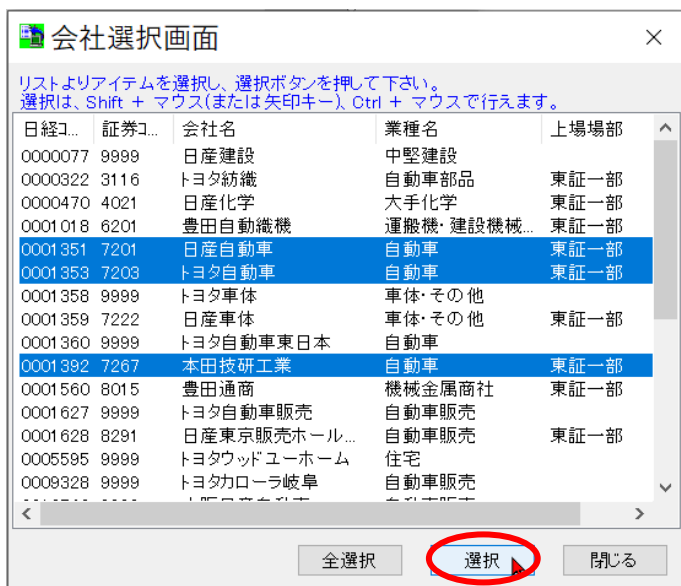 会社選択画面
リストよりアイテムを選択し、選択ボタンを押して下さい。
選択は、Shift + マウス(または矢印キー)、Ctrl + マウスで行えます。
日経コ... 証券コ... 会社名 業種名 上場場部
0000077 9999 日産建設 中堅建設
0000322 3116 トヨタ紡織 自動車部品 東証一部
0000470 4021 日産化学 大手化学 東証一部
0001018 6201 豊田自動織機 運搬機・建設機械... 東証一部
0001351 7201 日産自動車 自動車 東証一部
0001353 7203 トヨタ自動車 自動車 東証一部
0001358 9999 トヨタ車体 車体・その他
0001359 7222 日産車体 車体・その他 東証一部
0001360 9999 トヨタ自動車東日本 自動車
0001392 7267 本田技研工業 自動車 東証一部
0001560 8015 豊田通商 機械金属商社 東証一部
0001627 9999 トヨタ自動車販売 自動車販売
0001628 8291 日産東京販売ホール... 自動車販売 東証一部
0005595 9999 トヨタウッドユーホーム 住宅
0009328 9999 トヨタカローラ岐阜 自動車販売
全選択 選択 閉じる